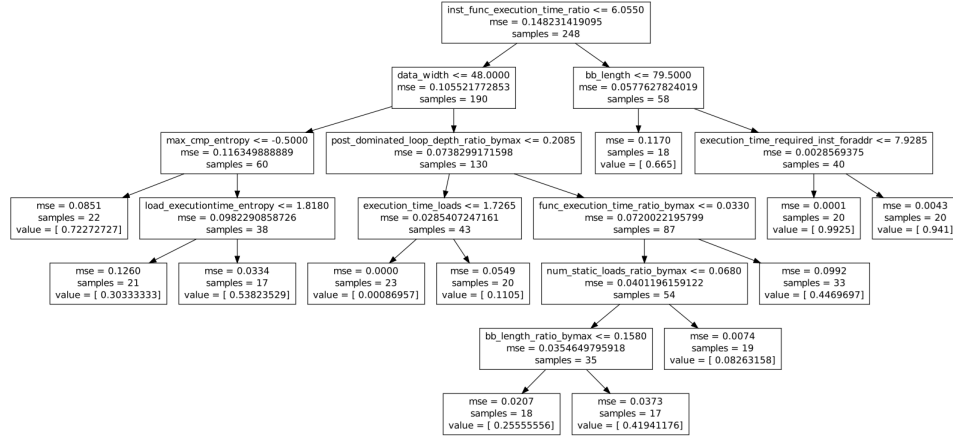 inst_func_execution_time_ratio <= 6.0550
mse = 0.148231419095
samples = 248
data_width <= 48.0000
mse = 0.105521772853
samples = 190
bb_length <= 79.5000
mse = 0.0577627824019
samples = 58
max_cmp_entropy <= -0.5000
mse = 0.116349888889
samples = 60
post_dominated_loop_depth_ratio_bymax <= 0.2085
mse = 0.0738299171598
samples = 130
mse = 0.1170
samples = 18
value = [ 0.665]
execution_time_required_inst_foraddr <= 7.9285
mse = 0.0028569375
samples = 40
mse = 0.0851
samples = 22
value = [ 0.72272727]
load_executiontime_entropy <= 1.8180
mse = 0.0982290858726
samples = 38
execution_time_loads <= 1.7265
mse = 0.0285407247161
samples = 43
func_execution_time_ratio_bymax <= 0.0330
mse = 0.0720022195799
samples = 87
mse = 0.0001
samples = 20
value = [ 0.9925]
mse = 0.0043
samples = 20
value = [ 0.941]
mse = 0.1260
samples = 21
value = [ 0.30333333]
mse = 0.0334
samples = 17
value = [ 0.53823529]
mse = 0.0000
samples = 23
value = [ 0.00086957]
mse = 0.0549
samples = 20
value = [ 0.1105]
num_static_loads_ratio_bymax <= 0.0680
mse = 0.0401196159122
samples = 54
mse = 0.0992
samples = 33
value = [ 0.4469697]
bb_length_ratio_bymax <= 0.1580
mse = 0.0354649795918
samples = 35
mse = 0.0074
samples = 19
value = [ 0.08263158]
mse = 0.0207
samples = 18
value = [ 0.25555556]
mse = 0.0373
samples = 17
value = [ 0.41941176]